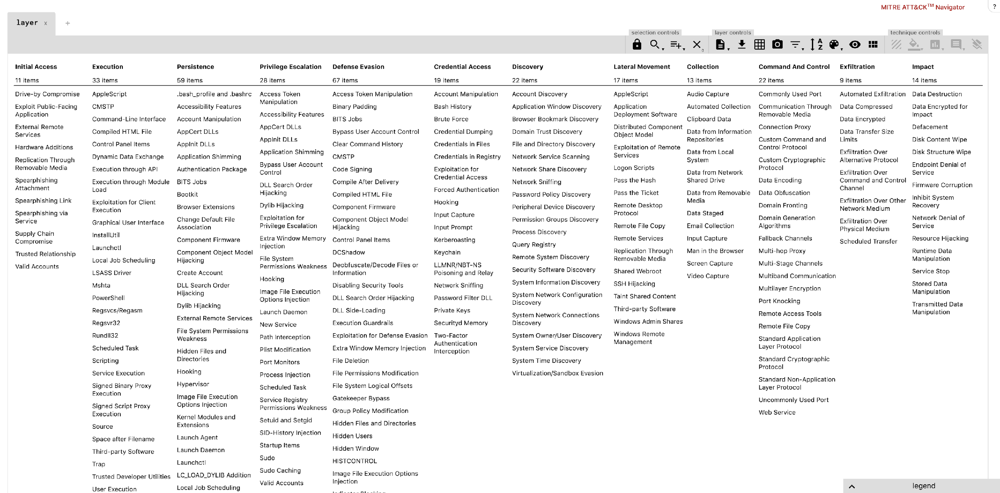 MITRE ATT&CK™ Navigator
?
layer x +
selection controls
layer controls
technique controls
0
A
Z
Initial Access
11 items
Drive-by Compromise
Exploit Public-Facing
Application
External Remote
Services
Hardware Additions
Replication Through
Removable Media
Spearphishing
Attachment
Spearphishing Link
Spearphishing via
Service
Supply Chain
Compromise
Trusted Relationship
Valid Accounts
Execution
33 items
AppleScript
CMSTP
Command-Line Interface
Compiled HTML File
Control Panel Items
Dynamic Data Exchange
Execution through API
Execution through Module
Load
Exploitation for Client
Execution
Graphical User Interface
InstallUtil
Launchctl
Local Job Scheduling
LSASS Driver
Mshta
PowerShell
Regsvcs/Regasm
Regsvr32
Rundll32
Scheduled Task
Scripting
Service Execution
Signed Binary Proxy
Execution
Signed Script Proxy
Execution
Source
Space after Filename
Third-party Software
Trap
Trusted Developer Utilities
User Execution
Persistence
59 items
.bash_profile and .bashrc
Accessibility Features
Account Manipulation
AppCert DLLs
AppInit DLLs
Application Shimming
Authentication Package
BITS Jobs
Bootkit
Browser Extensions
Change Default File
Association
Component Firmware
Component Object Model
Hijacking
Create Account
DLL Search Order
Hijacking
Dylib Hijacking
External Remote Services
File System Permissions
Weakness
Hidden Files and
Directories
Hooking
Hypervisor
Image File Execution
Options Injection
Kernel Modules and
Extensions
Launch Agent
Launch Daemon
Launchctl
LC_LOAD_DYLIB Addition
Local Job Scheduling
Privilege Escalation
28 items
Access Token
Manipulation
Accessibility Features
AppCert DLLs
AppInit DLLs
Application Shimming
Bypass User Account
Control
DLL Search Order
Hijacking
Dylib Hijacking
Exploitation for
Privilege Escalation
Extra Window Memory
Injection
File System
Permissions Weakness
Hooking
Image File Execution
Options Injection
Launch Daemon
New Service
Path Interception
Plist Modification
Port Monitors
Process Injection
Scheduled Task
Service Registry
Permissions Weakness
Setuid and Setgid
SID-History Injection
Startup Items
Sudo
Sudo Caching
Valid Accounts
Defense Evasion
67 items
Access Token Manipulation
Binary Padding
BITS Jobs
Bypass User Account Control
Clear Command History
CMSTP
Code Signing
Compile After Delivery
Compiled HTML File
Component Firmware
Component Object Model
Hijacking
Control Panel Items
DCShadow
Deobfuscate/Decode Files or
Information
Disabling Security Tools
DLL Search Order Hijacking
DLL Side-Loading
Execution Guardrails
Exploitation for Defense Evasion
Extra Window Memory Injection
File Deletion
File Permissions Modification
File System Logical Offsets
Gatekeeper Bypass
Group Policy Modification
Hidden Files and Directories
Hidden Users
Hidden Window
HISTCONTROL
Image File Execution Options
Injection
Credential Access
19 items
Account Manipulation
Bash History
Brute Force
Credential Dumping
Credentials in Files
Credentials in Registry
Exploitation for
Credential Access
Forced Authentication
Hooking
Input Capture
Input Prompt
Kerberoasting
Keychain
LLMNR/NBT-NS
Poisoning and Relay
Network Sniffing
Password Filter DLL
Private Keys
Securityd Memory
Two-Factor
Authentication
Interception
Discovery
22 items
Account Discovery
Application Window Discovery
Browser Bookmark Discovery
Domain Trust Discovery
File and Directory Discovery
Network Service Scanning
Network Share Discovery
Network Sniffing
Password Policy Discovery
Peripheral Device Discovery
Permission Groups Discovery
Process Discovery
Query Registry
Remote System Discovery
Security Software Discovery
System Information Discovery
System Network Configuration
Discovery
System Network Connections
Discovery
System Owner/User Discovery
System Service Discovery
System Time Discovery
Virtualization/Sandbox Evasion
Lateral Movement
17 items
AppleScript
Application
Deployment Software
Distributed Component
Object Model
Exploitation of Remote
Services
Logon Scripts
Pass the Hash
Pass the Ticket
Remote Desktop
Protocol
Remote File Copy
Remote Services
Replication Through
Removable Media
Shared Webroot
SSH Hijacking
Taint Shared Content
Third-party Software
Windows Admin Shares
Windows Remote
Management
Collection
13 items
Audio Capture
Automated Collection
Clipboard Data
Data from Information
Repositories
Data from Local
System
Data from Network
Shared Drive
Data from Removable
Media
Data Staged
Email Collection
Input Capture
Man in the Browser
Screen Capture
Video Capture
Command And Control
22 items
Commonly Used Port
Communication Through
Removable Media
Connection Proxy
Custom Command and
Control Protocol
Custom Cryptographic
Protocol
Data Encoding
Data Obfuscation
Domain Fronting
Domain Generation
Algorithms
Fallback Channels
Multi-hop Proxy
Multi-Stage Channels
Multiband Communication
Multilayer Encryption
Port Knocking
Remote Access Tools
Remote File Copy
Standard Application
Layer Protocol
Standard Cryptographic
Protocol
Standard Non-Application
Layer Protocol
Uncommonly Used Port
Web Service
Exfiltration
9 items
Automated Exfiltration
Data Compressed
Data Encrypted
Data Transfer Size
Limits
Exfiltration Over
Alternative Protocol
Exfiltration Over
Command and Control
Channel
Exfiltration Over Other
Network Medium
Exfiltration Over
Physical Medium
Scheduled Transfer
Impact
14 items
Data Destruction
Data Encrypted for
Impact
Defacement
Disk Content Wipe
Disk Structure Wipe
Endpoint Denial of
Service
Firmware Corruption
Inhibit System
Recovery
Network Denial of
Service
Resource Hijacking
Runtime Data
Manipulation
Service Stop
Stored Data
Manipulation
Transmitted Data
Manipulation
legend